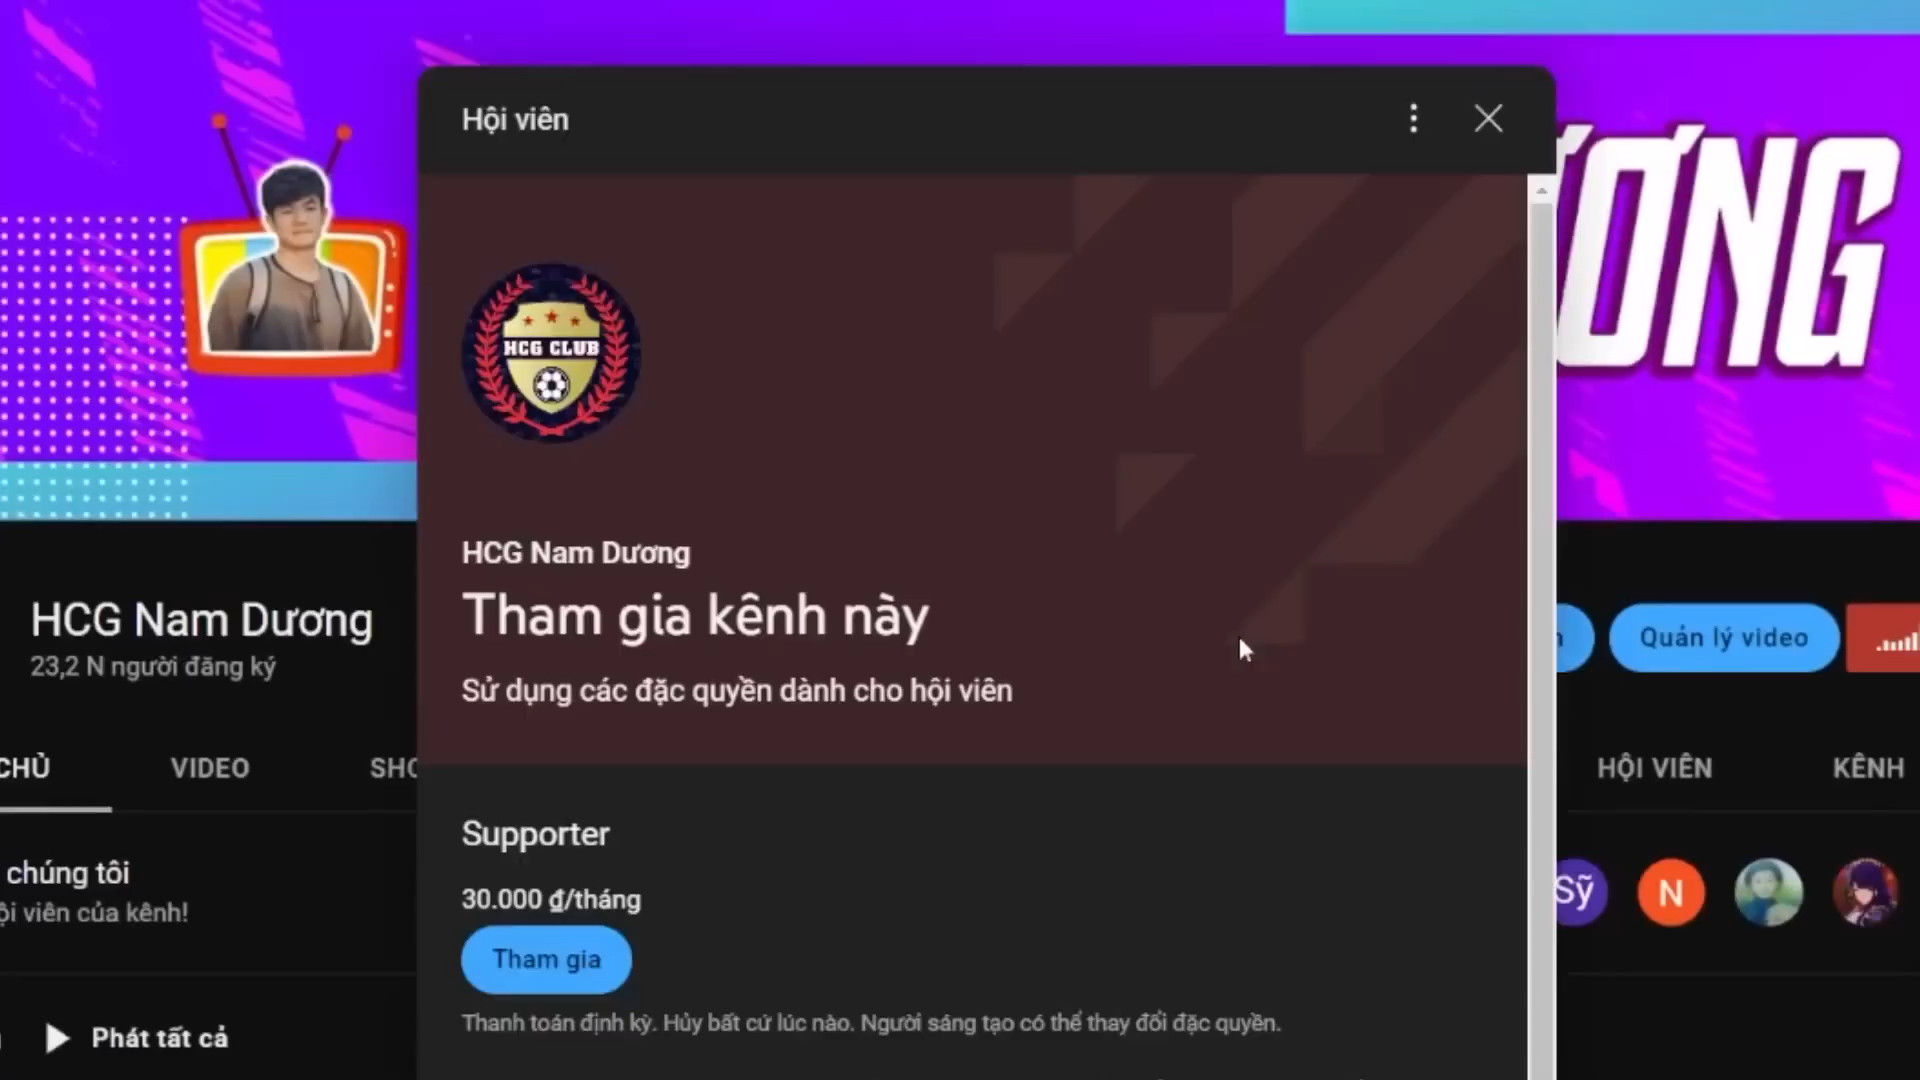 Hội viên
ƯƠNG
HCG CLUB
HCG Nam Dương
Tham gia kênh này
Sử dụng các đặc quyền dành cho hội viên
HCG Nam Dương
23,2 N người đăng ký
Quản lý video
CHỦ
VIDEO
SHO
HỘI VIÊN
KÊNH
Supporter
30.000 ₫/tháng
Tham gia
Thanh toán định kỳ. Hủy bất cứ lúc nào. Người sáng tạo có thể thay đổi đặc quyền.
chúng tôi
ội viên của kênh!
Sỹ
N
Phát tất cả